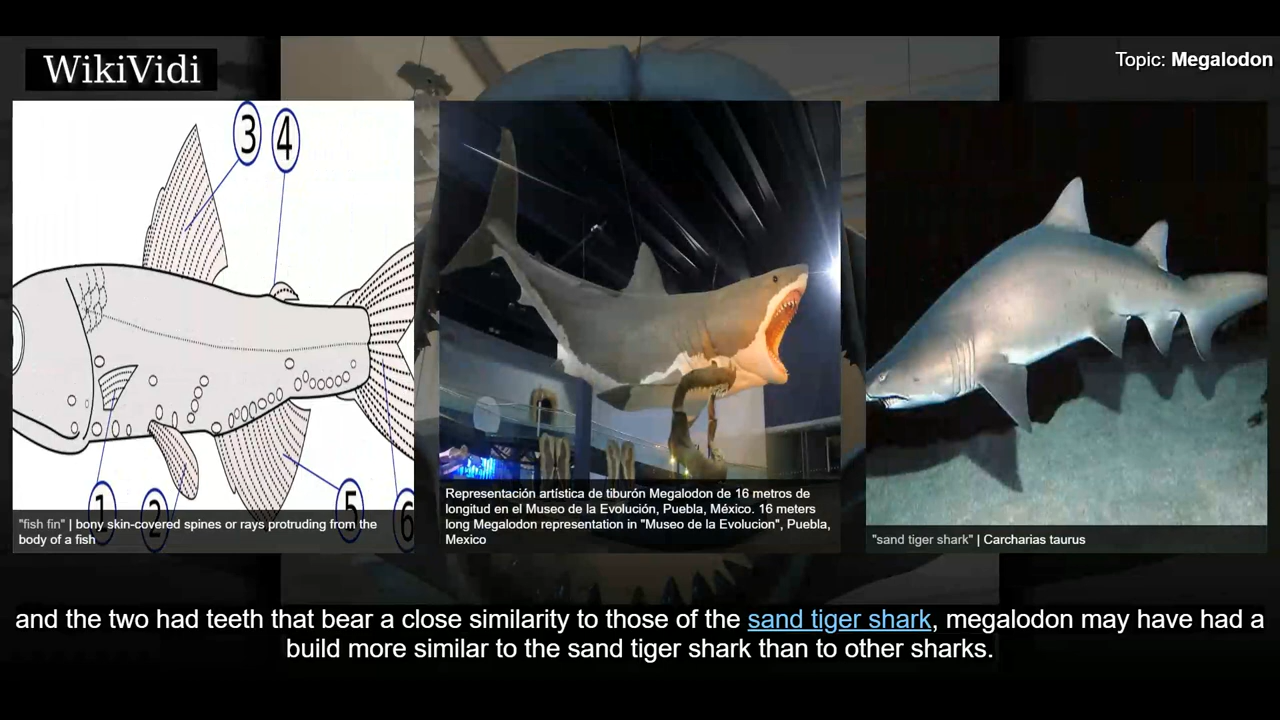 WikiVidi
Topic: Megalodon
3
4
1
2
5
6
"fish fin" | bony skin-covered spines or rays protruding from the
body of a fish
Representación artística de tiburón Megalodon de 16 metros de
longitud en el Museo de la Evolución, Puebla, México. 16 meters
long Megalodon representation in "Museo de la Evolucion", Puebla,
Mexico
"sand tiger shark" | Carcharias taurus
and the two had teeth that bear a close similarity to those of the sand tiger shark, megalodon may have had a
build more similar to the sand tiger shark than to other sharks.